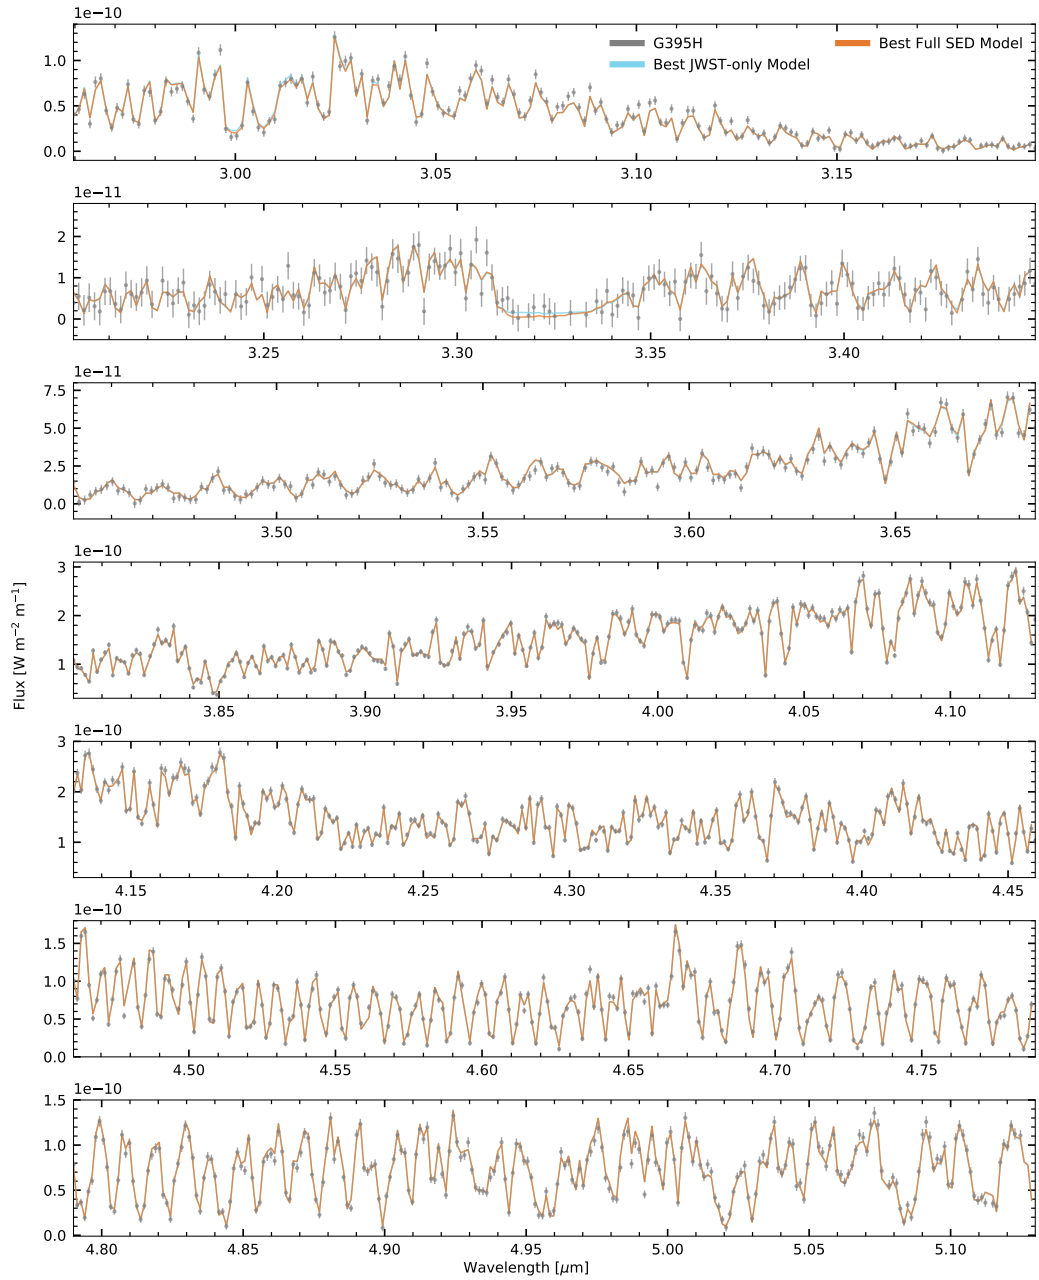 1e−10
G395H
Best JWST-only Model
Best Full SED Model
1.0
0.5
0.0
3.00 3.05 3.10 3.15
1e−11
2
1
0
3.25 3.30 3.35 3.40
1e−11
7.5
5.0
2.5
0.0
3.50 3.55 3.60 3.65
1e−10
3
2
1
3.85 3.90 3.95 4.00 4.05 4.10
Flux [W m⁻² m⁻¹]
1e−10
3
2
1
4.15 4.20 4.25 4.30 4.35 4.40 4.45
1e−10
1.5
1.0
0.5
0.0
4.50 4.55 4.60 4.65 4.70 4.75
1e−10
1.5
1.0
0.5
0.0
4.80 4.85 4.90 4.95 5.00 5.05 5.10
Wavelength [μm]